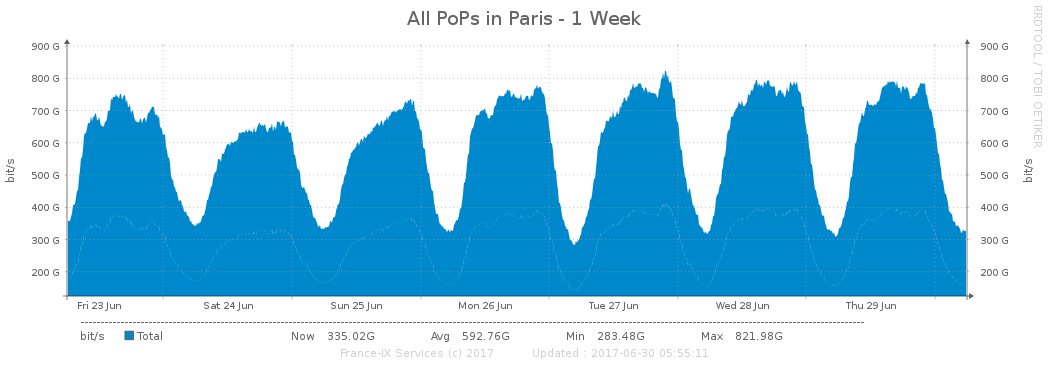 All PoPs in Paris - 1 Week
RRDTOOL / TOBI OETIKER
900 G 900 G
800 G 800 G
700 G 700 G
600 G 600 G
500 G 500 G
400 G 400 G
300 G 300 G
200 G 200 G
bit/s bit/s
Fri 23 Jun Sat 24 Jun Sun 25 Jun Mon 26 Jun Tue 27 Jun Wed 28 Jun Thu 29 Jun
bit/s Total Now 335.02G Avg 592.76G Min 283.48G Max 821.98G
France-IX Services (c) 2017 Updated : 2017-06-30 05:55:11